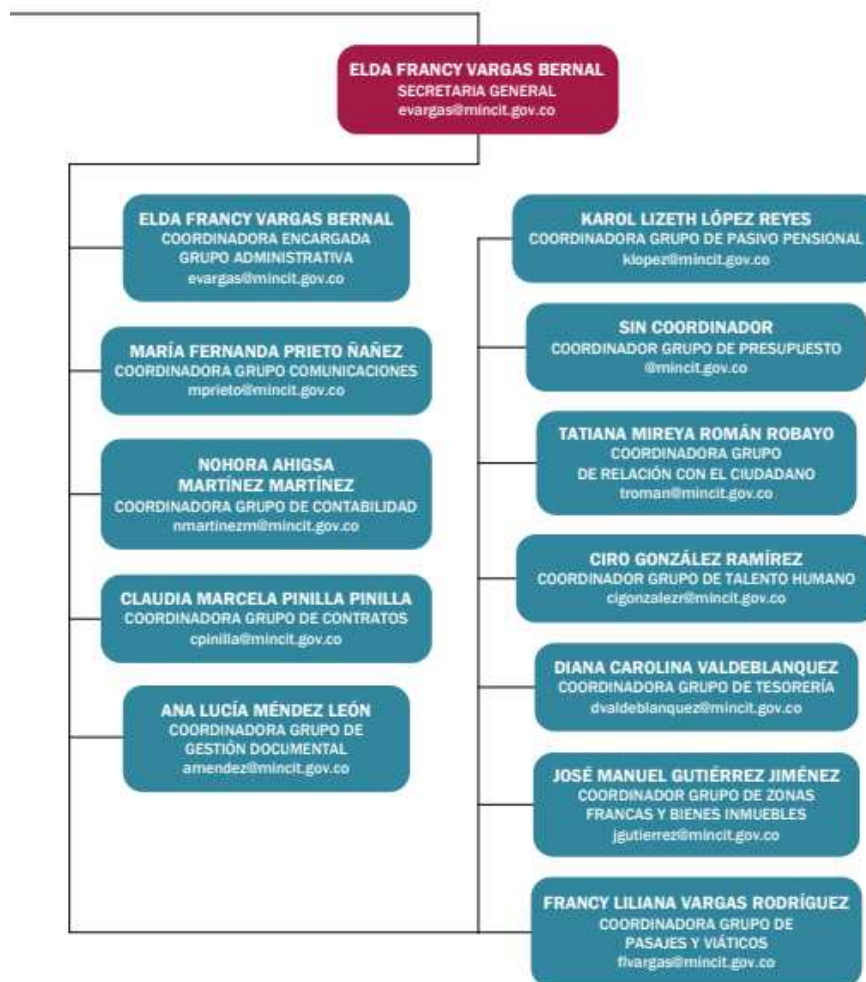 ELDA FRANCY VARGAS BERNAL
SECRETARIA GENERAL
evargas@mincit.gov.co
ELDA FRANCY VARGAS BERNAL
COORDINADORA ENCARGADA
GRUPO ADMINISTRATIVA
evargas@mincit.gov.co
MARÍA FERNANDA PRIETO ÑAÑEZ
COORDINADORA GRUPO COMUNICACIONES
mprieto@mincit.gov.co
NOHORA AHIGSA
MARTÍNEZ MARTÍNEZ
COORDINADORA GRUPO DE CONTABILIDAD
nmartinezm@mincit.gov.co
CLAUDIA MARCELA PINILLA PINILLA
COORDINADORA GRUPO DE CONTRATOS
cpinilla@mincit.gov.co
ANA LUCÍA MÉNDEZ LEÓN
COORDINADORA GRUPO DE
GESTIÓN DOCUMENTAL
amendez@mincit.gov.co
KAROL LIZETH LÓPEZ REYES
COORDINADORA GRUPO DE PASIVO PENSIONAL
klopez@mincit.gov.co
SIN COORDINADOR
COORDINADOR GRUPO DE PRESUPUESTO
@mincit.gov.co
TATIANA MIREYA ROMÁN ROBAYO
COORDINADORA GRUPO
DE RELACIÓN CON EL CIUDADANO
troman@mincit.gov.co
CIRO GONZÁLEZ RAMÍREZ
COORDINADOR GRUPO DE TALENTO HUMANO
cigonzalezr@mincit.gov.co
DIANA CAROLINA VALDEBLANQUEZ
COORDINADORA GRUPO DE TESORERÍA
dvaldeblanquez@mincit.gov.co
JOSÉ MANUEL GUTIÉRREZ JIMÉNEZ
COORDINADOR GRUPO DE ZONAS
FRANCAS Y BIENES INMUEBLES
jgutierrez@mincit.gov.co
FRANCY LILIANA VARGAS RODRÍGUEZ
COORDINADORA GRUPO DE
PASAJES Y VIÁTICOS
flvargas@mincit.gov.co